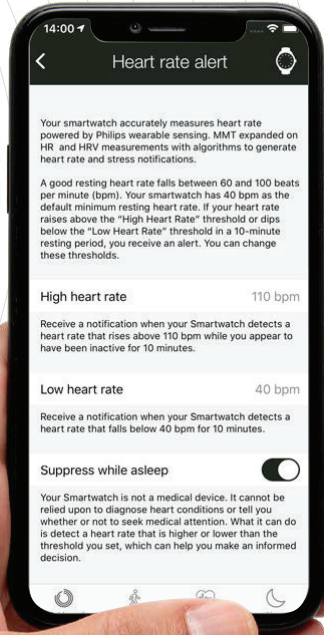 14:00
Heart rate alert
Your smartwatch accurately measures heart rate
powered by Philips wearable sensing. MMT expanded on
HR and HRV measurements with algorithms to generate
heart rate and stress notifications.
A good resting heart rate falls between 60 and 100 beats
per minute (bpm). Your smartwatch has 40 bpm as the
default minimum resting heart rate. If your heart rate
raises above the “High Heart Rate” threshold or dips
below the “Low Heart Rate” threshold in a 10-minute
resting period, you receive an alert. You can change
these thresholds.
High heart rate 110 bpm
Receive a notification when your Smartwatch detects a
heart rate that rises above 110 bpm while you appear to
have been inactive for 10 minutes.
Low heart rate 40 bpm
Receive a notification when your Smartwatch detects a
heart rate that falls below 40 bpm for 10 minutes.
Suppress while asleep
Your Smartwatch is not a medical device. It cannot be
relied upon to diagnose heart conditions or tell you
whether or not to seek medical attention. What it can do
is detect a heart rate that is higher or lower than the
threshold you set, which can help you make an informed
decision.